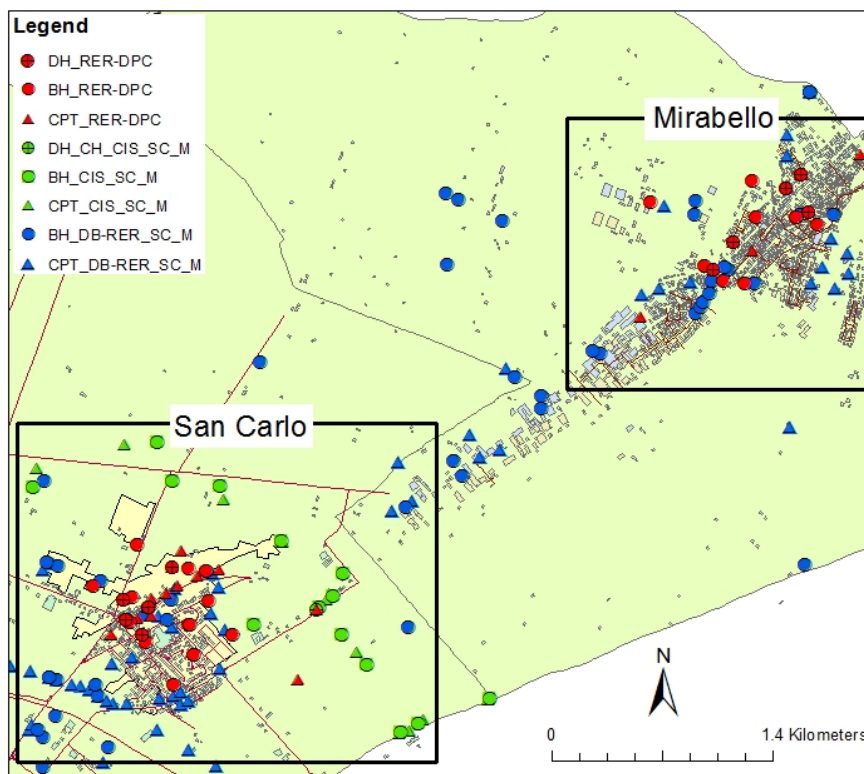 Legend
DH_RER-DPC
BH_RER-DPC
CPT_RER-DPC
DH_CH_CIS_SC_M
BH_CIS_SC_M
CPT_CIS_SC_M
BH_DB-RER_SC_M
CPT_DB-RER_SC_M
Mirabello
San Carlo
N
0 1.4 Kilometers